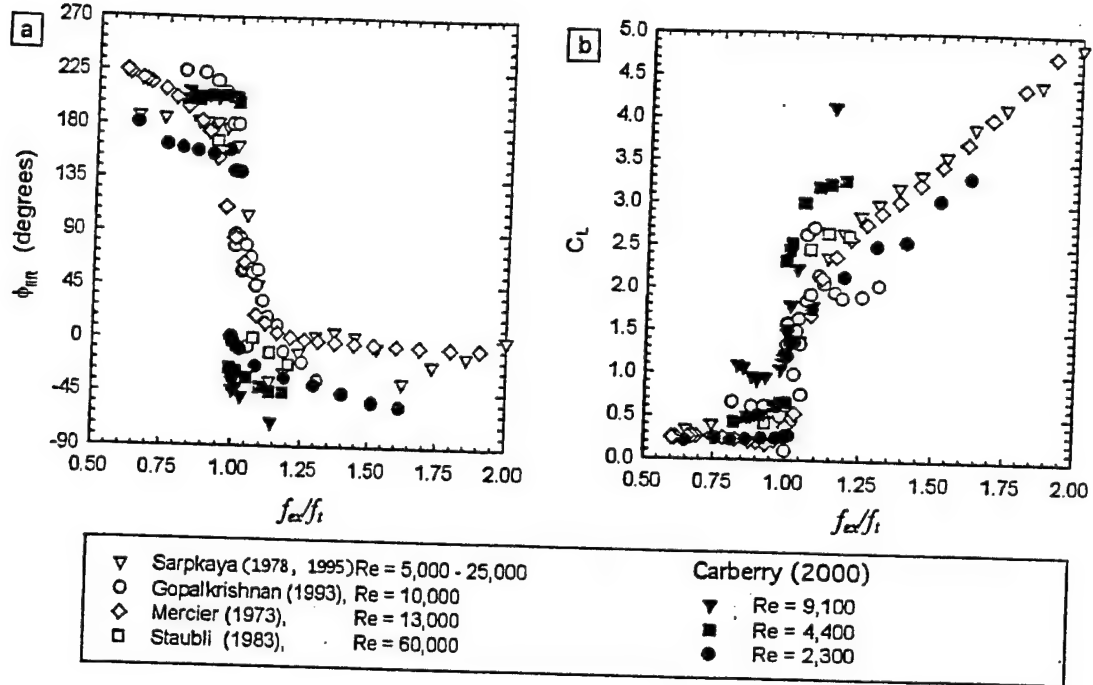 a
270
225
180
135
90
45
0
-45
-90
ϕlift (degrees)
0.50 0.75 1.00 1.25 1.50 1.75 2.00
fex/ft
b
5.0
4.5
4.0
3.5
3.0
2.5
2.0
1.5
1.0
0.5
0.0
CL
0.50 0.75 1.00 1.25 1.50 1.75 2.00
fex/ft
▽ Sarpkaya (1978, 1995) Re = 5,000 - 25,000
○ Gopalkrishnan (1993), Re = 10,000
◇ Mercier (1973), Re = 13,000
□ Staubli (1983), Re = 60,000
Carberry (2000)
▼ Re = 9,100
■ Re = 4,400
● Re = 2,300